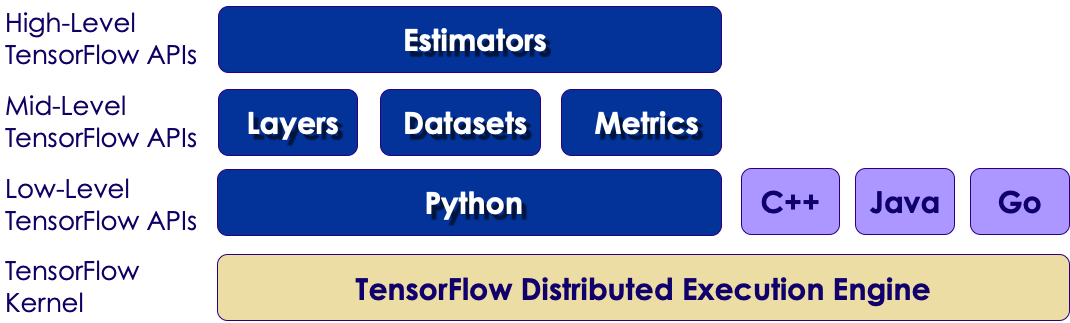 High-Level
TensorFlow APIs
Estimators
Mid-Level
TensorFlow APIs
Layers
Datasets
Metrics
Low-Level
TensorFlow APIs
Python
C++
Java
Go
TensorFlow
Kernel
TensorFlow Distributed Execution Engine